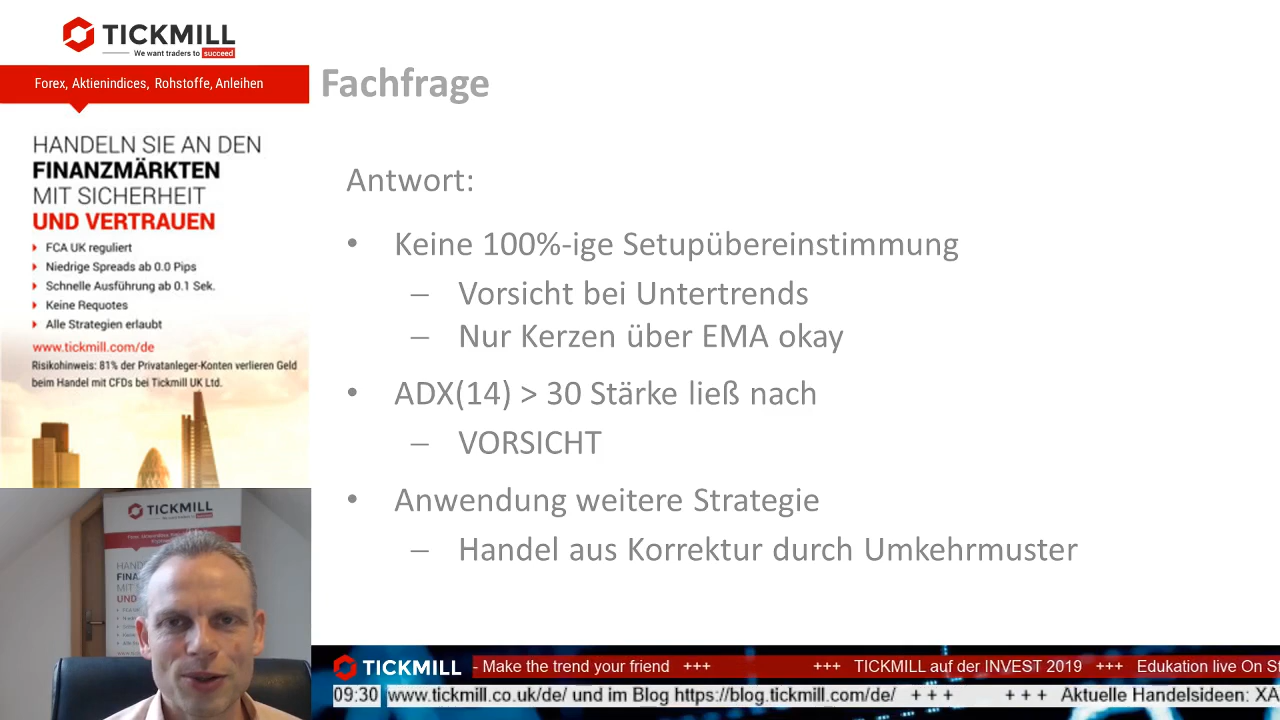 TICKMILL
We want traders to succeed
Forex, Aktienindices, Rohstoffe, Anleihen
HANDELN SIE AN DEN
FINANZMÄRKTEN
MIT SICHERHEIT
UND VERTRAUEN
FCA UK reguliert
Niedrige Spreads ab 0.0 Pips
Schnelle Ausführung ab 0.1 Sek.
Keine Requotes
Alle Strategien erlaubt
www.tickmill.com/de
Risikohinweis: 81% der Privatanleger-Konten verlieren Geld
beim Handel mit CFDs bei Tickmill UK Ltd.
Fachfrage
Antwort:
• Keine 100%-ige Setupübereinstimmung
– Vorsicht bei Untertrends
– Nur Kerzen über EMA okay
• ADX(14) > 30 Stärke ließ nach
– VORSICHT
• Anwendung weitere Strategie
– Handel aus Korrektur durch Umkehrmuster
TICKMILL
HAND
FINA
MIT
UND
TICKMILL - Make the trend your friend +++ +++ TICKMILL auf der INVEST 2019 +++ Edukation live On S
09:30 www.tickmill.co.uk/de/ und im Blog https://blog.tickmill.com/de/ + + + + + + Aktuelle Handelsideen: XA